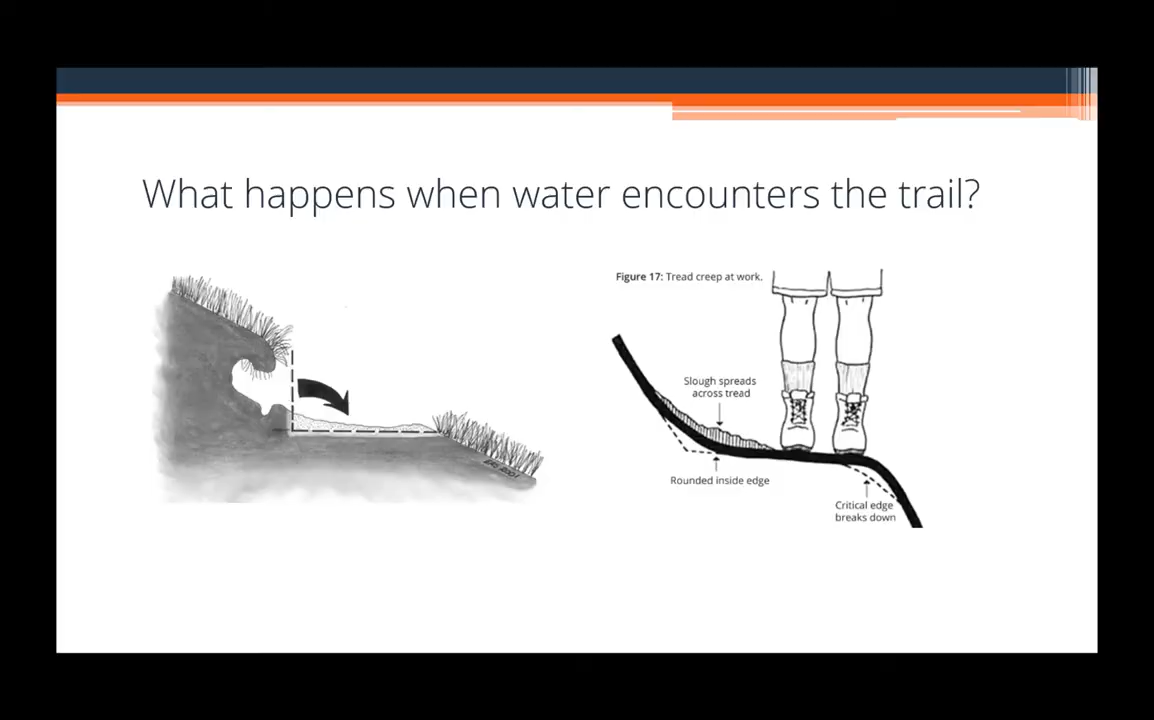 What happens when water encounters the trail?
Figure 17: Tread creep at work.
Slough spreads
across tread
Rounded inside edge
Critical edge
breaks down